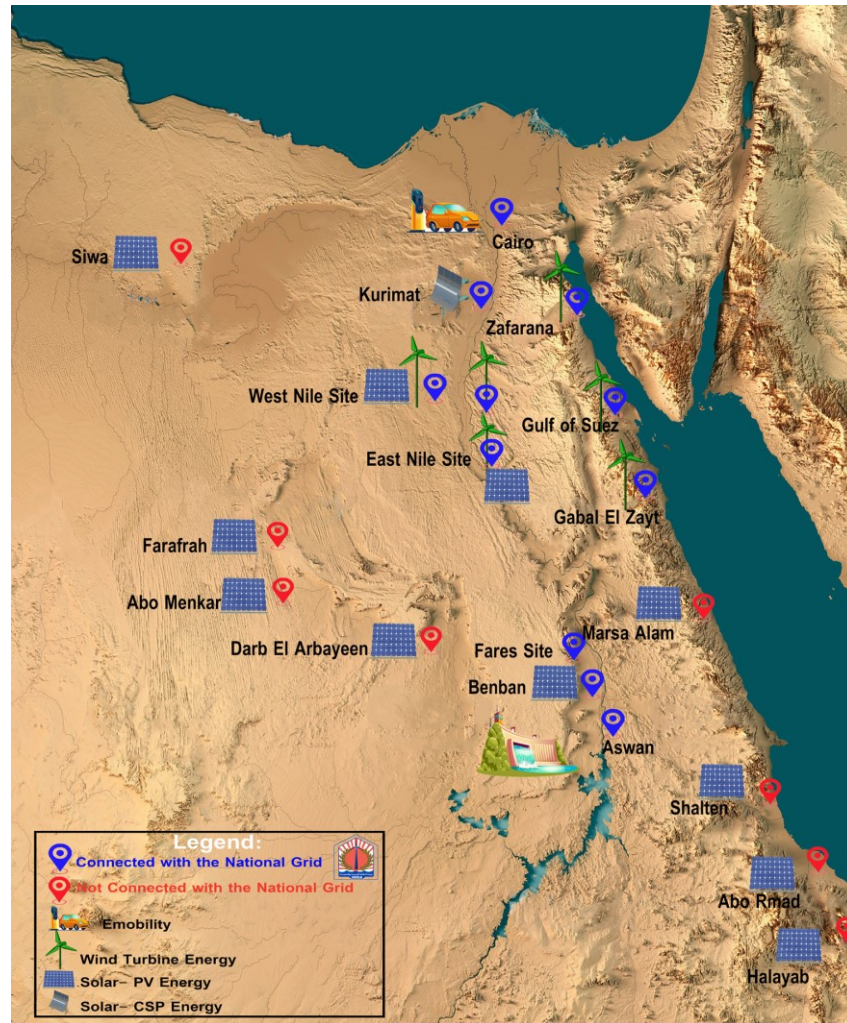 Cairo
Siwa
Kurimat
Zafarana
West Nile Site
Gulf of Suez
East Nile Site
Gabal El Zayt
Farafrah
Abo Menkar
Marsa Alam
Darb El Arbayeen
Fares Site
Benban
Aswan
Shalten
Abo Rmad
Halayab
Legend:
Connected with the National Grid
Not Connected with the National Grid
Emobility
Wind Turbine Energy
Solar– PV Energy
Solar– CSP Energy